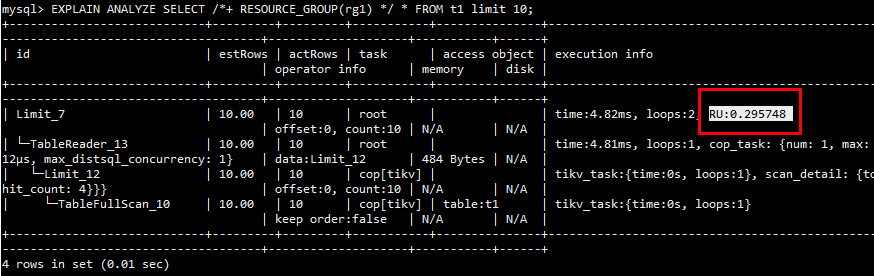 mysql> EXPLAIN ANALYZE SELECT /*+ RESOURCE_GROUP(rg1) */ * FROM t1 limit 10;
+-----------------------------------+---------+---------+-----------+---------------+----------------------------------------------
-----------------------------------+---------------------+-----------+------+
| id | estRows | actRows | task | access object | execution info
| operator info | memory | disk |
+-----------------------------------+---------+---------+-----------+---------------+----------------------------------------------
-----------------------------------+---------------------+-----------+------+
| Limit_7 | 10.00 | 10 | root | | time:4.82ms, loops:2, RU:0.295748
| offset:0, count:10 | N/A | N/A |
| └─TableReader_13 | 10.00 | 10 | root | | time:4.81ms, loops:1, cop_task: {num: 1, max:
12µs, max_distsql_concurrency: 1} | data:Limit_12 | 484 Bytes | N/A |
| └─Limit_12 | 10.00 | 10 | cop[tikv] | | tikv_task:{time:0s, loops:1}, scan_detail: {to
hit_count: 4}}} | offset:0, count:10 | N/A | N/A |
| └─TableFullScan_10 | 10.00 | 10 | cop[tikv] | table:t1 | tikv_task:{time:0s, loops:1}
| keep order:false | N/A | N/A |
+-----------------------------------+---------+---------+-----------+---------------+----------------------------------------------
-----------------------------------+---------------------+-----------+------+
4 rows in set (0.01 sec)